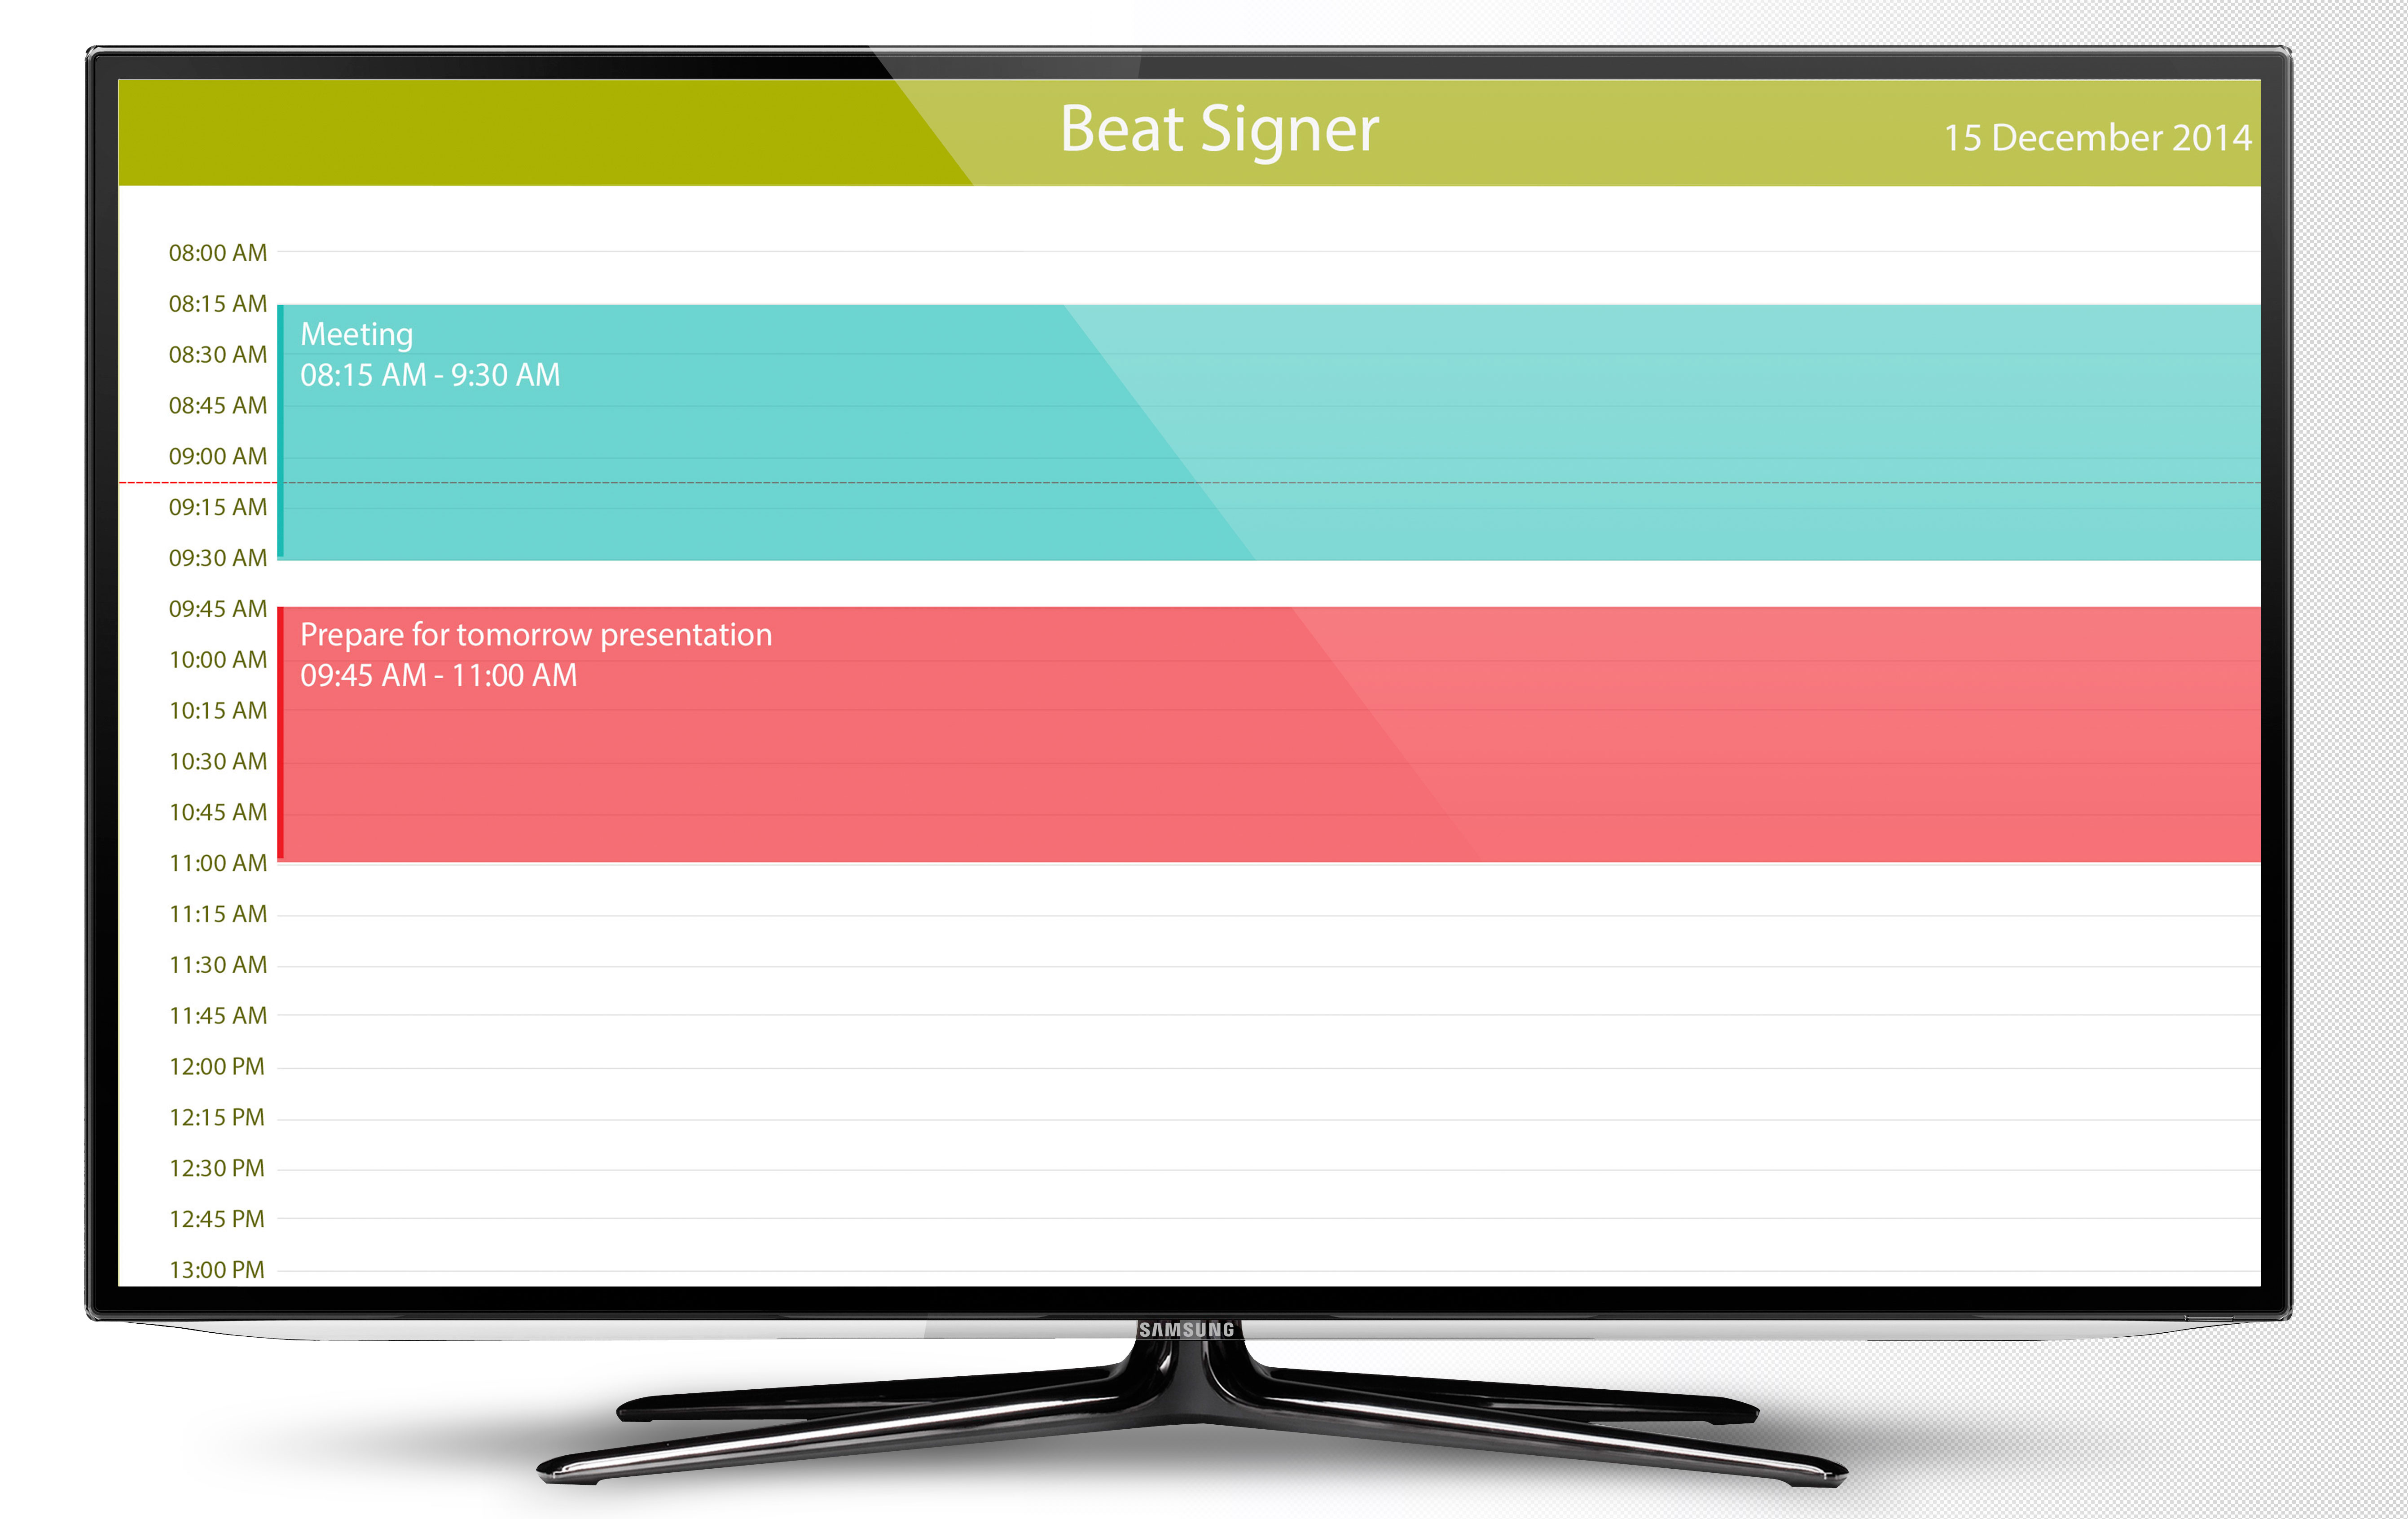 Beat Signer
15 December 2014
08:00 AM
08:15 AM
Meeting
08:30 AM
08:15 AM - 9:30 AM
08:45 AM
09:00 AM
09:15 AM
09:30 AM
09:45 AM
Prepare for tomorrow presentation
10:00 AM
09:45 AM - 11:00 AM
10:15 AM
10:30 AM
10:45 AM
11:00 AM
11:15 AM
11:30 AM
11:45 AM
12:00 PM
12:15 PM
12:30 PM
12:45 PM
13:00 PM
SAMSUNG